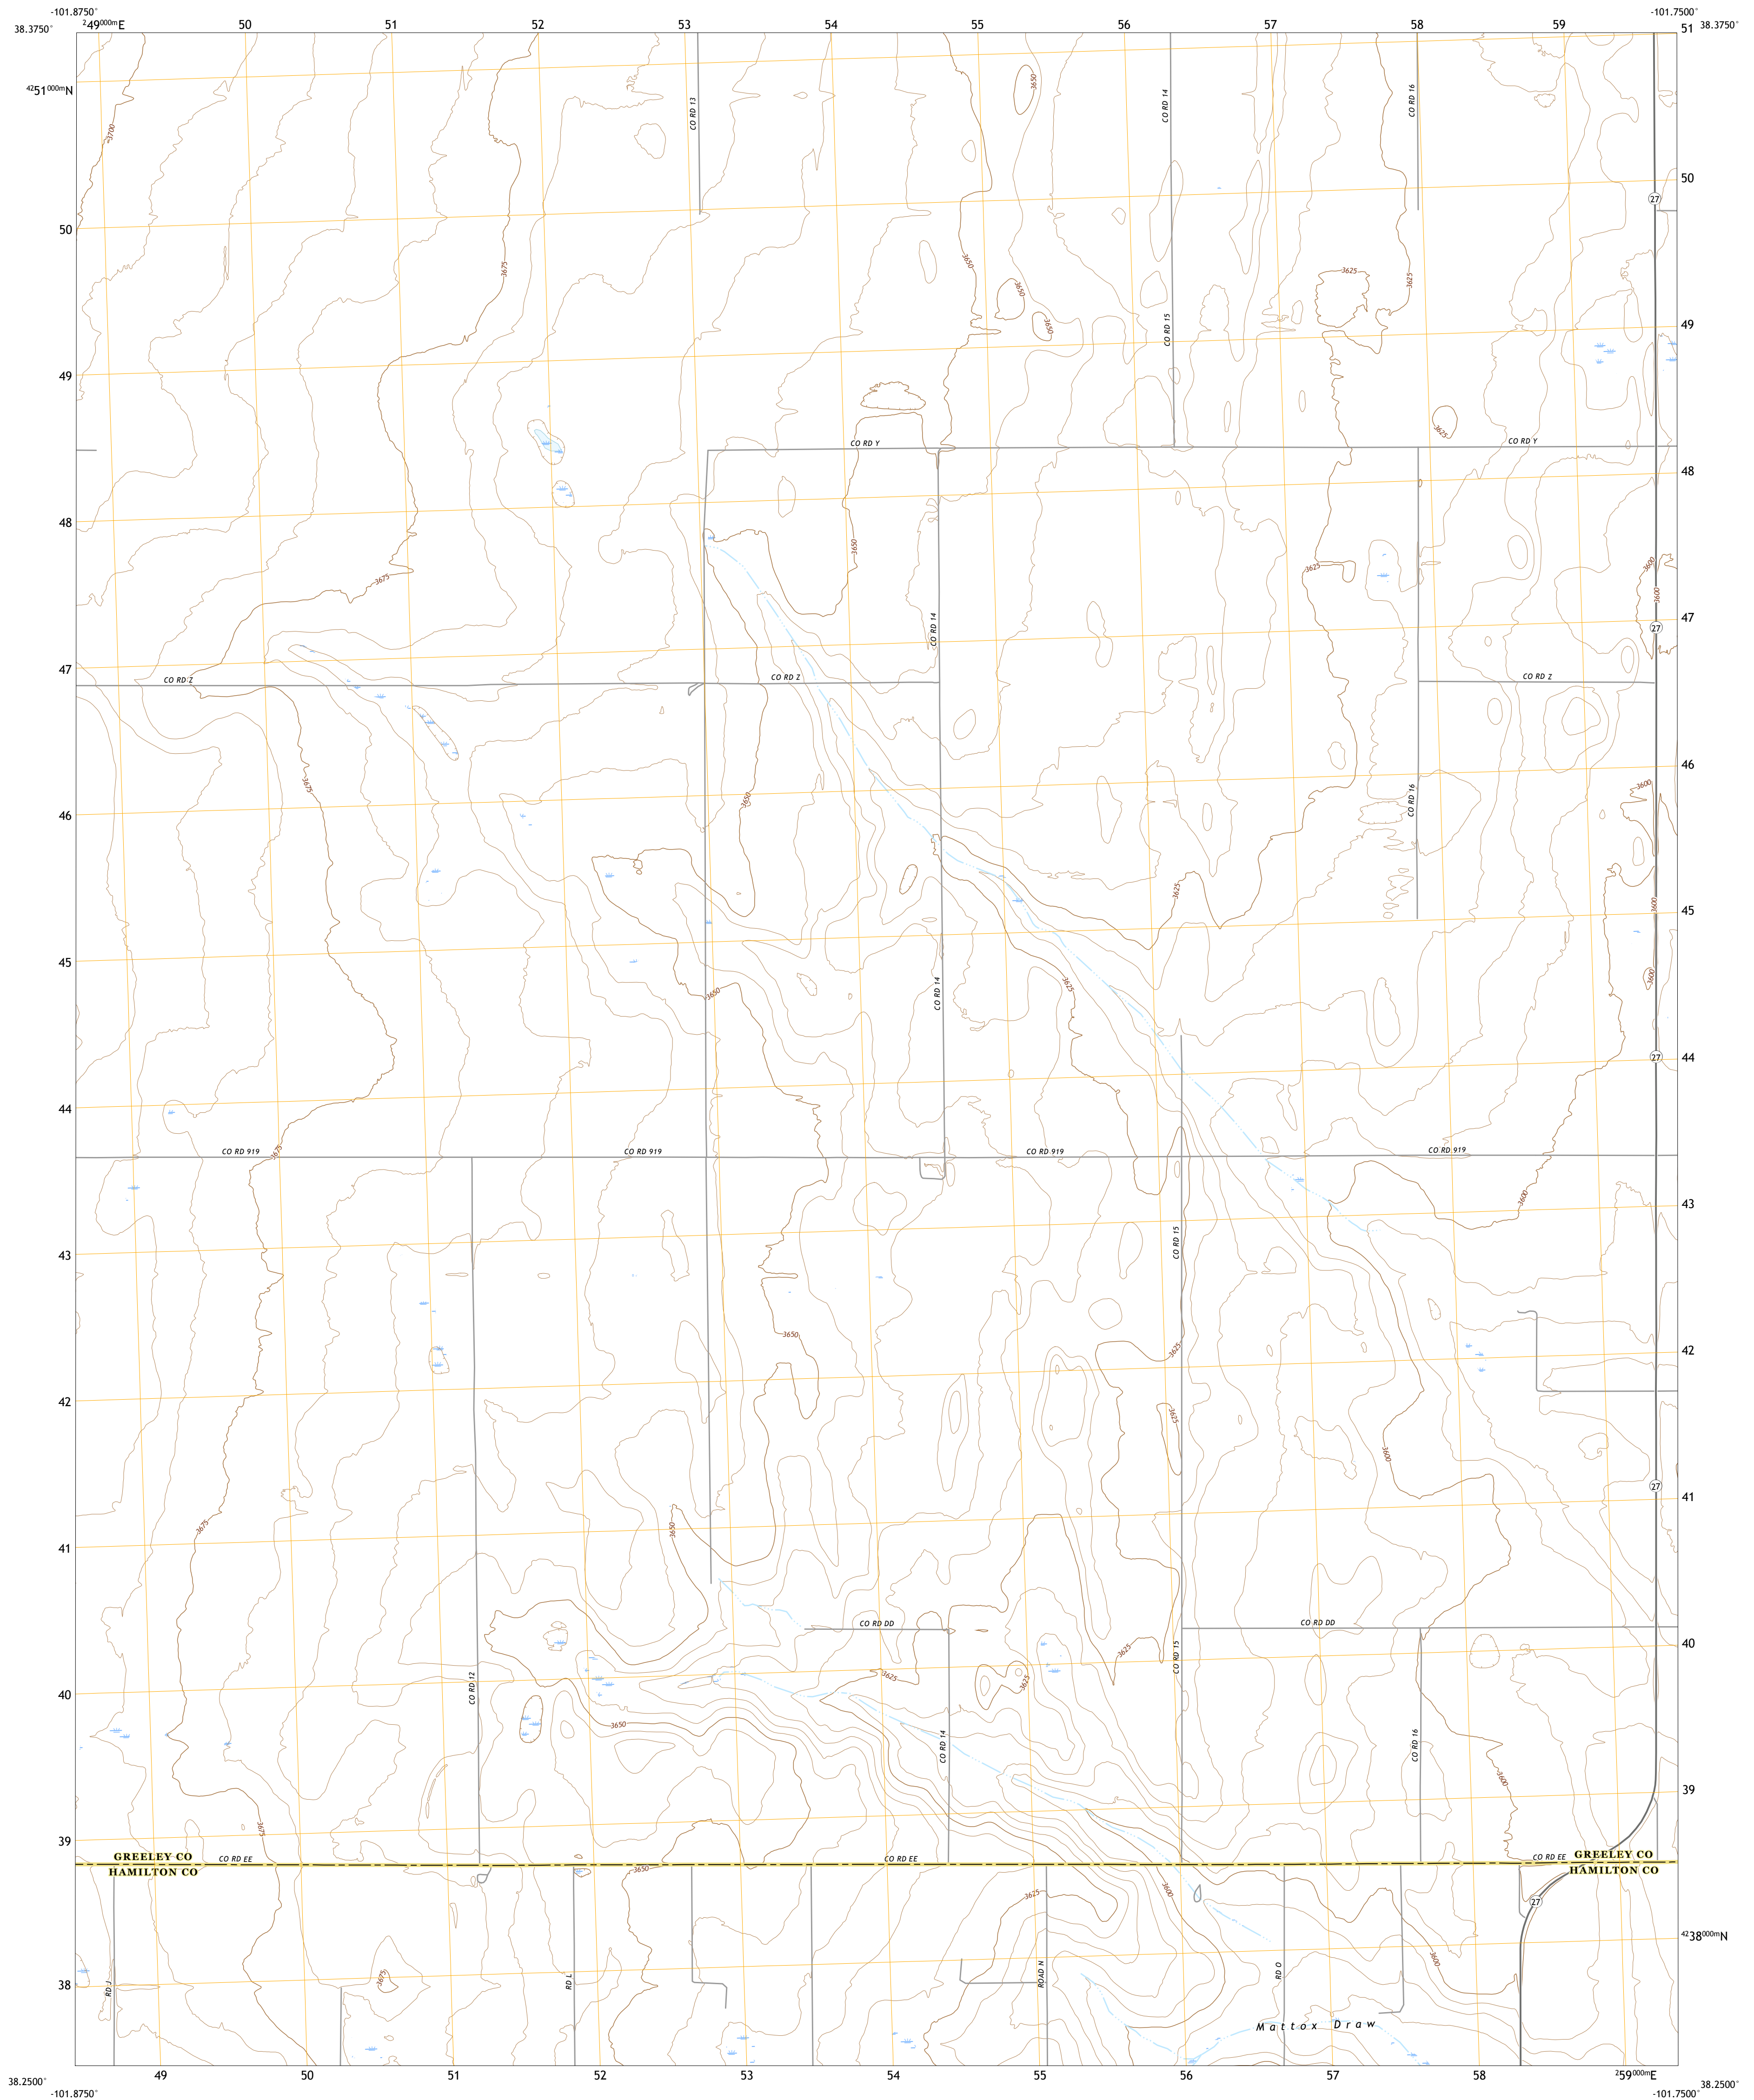 -101.8750°
-101.7500°
²49⁰⁰⁰ᵐE 50 51 52 53 54 55 56 57 58 59
38.3750°
51 38.3750°
⁴²51⁰⁰⁰ᵐN
3650
CO RD 13
CO RD 14
CO RD 16
3700
50
27
50
3675
3650
3625
3625
3650
3650
CO RD 15
49
49
3625
CO RD Y
CO RD Y
48
48
3650
3625
3675
3600
3600
CO RD 14
47
27
47
CO RD Z
CO RD Z
CO RD Z
46
3675
3600
3650
CO RD 16
46
3625
3600
45
45
3650
CO RD 14
3625
3600
44
27
44
3675
CO RD 919
CO RD 919
CO RD 919
CO RD 919
3600
43
CO RD 15
43
3650
3625
42
42
3625
3600
27
41
3675
3650
41
CO RD DD
CO RD DD
40
3625
3625
3625
CO RD 15
CO RD 12
40
3650
CO RD 14
CO RD 16
3600
39
3675
39
GREELEY CO
CO RD EE
CO RD EE
CO RD EE
GREELEY CO
HAMILTON CO
HAMILTON CO
3650
3625
3600
27
⁴²38⁰⁰⁰ᵐN
3600
38
RD J
3675
RD L
ROAD N
RD O
Mattox Draw
49 50 51 52 53 54 55 56 57 58 ²59⁰⁰⁰ᵐE
38.2500°
38.2500°
-101.8750°
-101.7500°